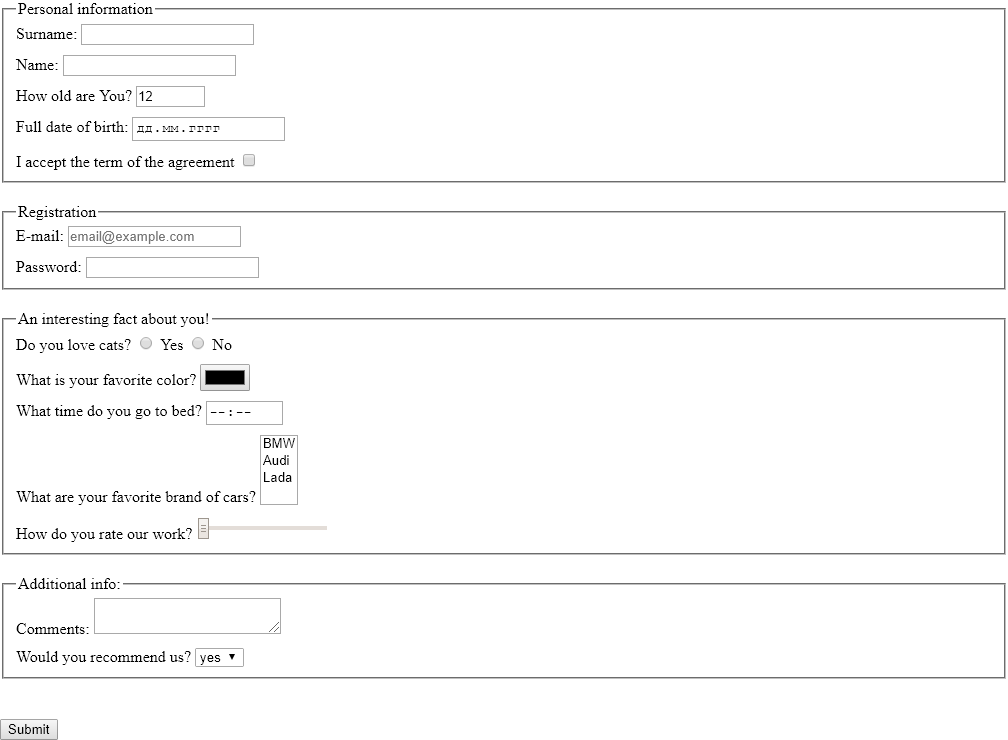 Personal information
Surname:
Name:
How old are You? 12
Full date of birth: дд.мм.гггг
I accept the term of the agreement
Registration
E-mail: email@example.com
Password:
An interesting fact about you!
Do you love cats? Yes No
What is your favorite color?
What time do you go to bed? --:--
BMW
Audi
Lada
What are your favorite brand of cars?
How do you rate our work?
Additional info:
Comments:
Would you recommend us? yes
Submit